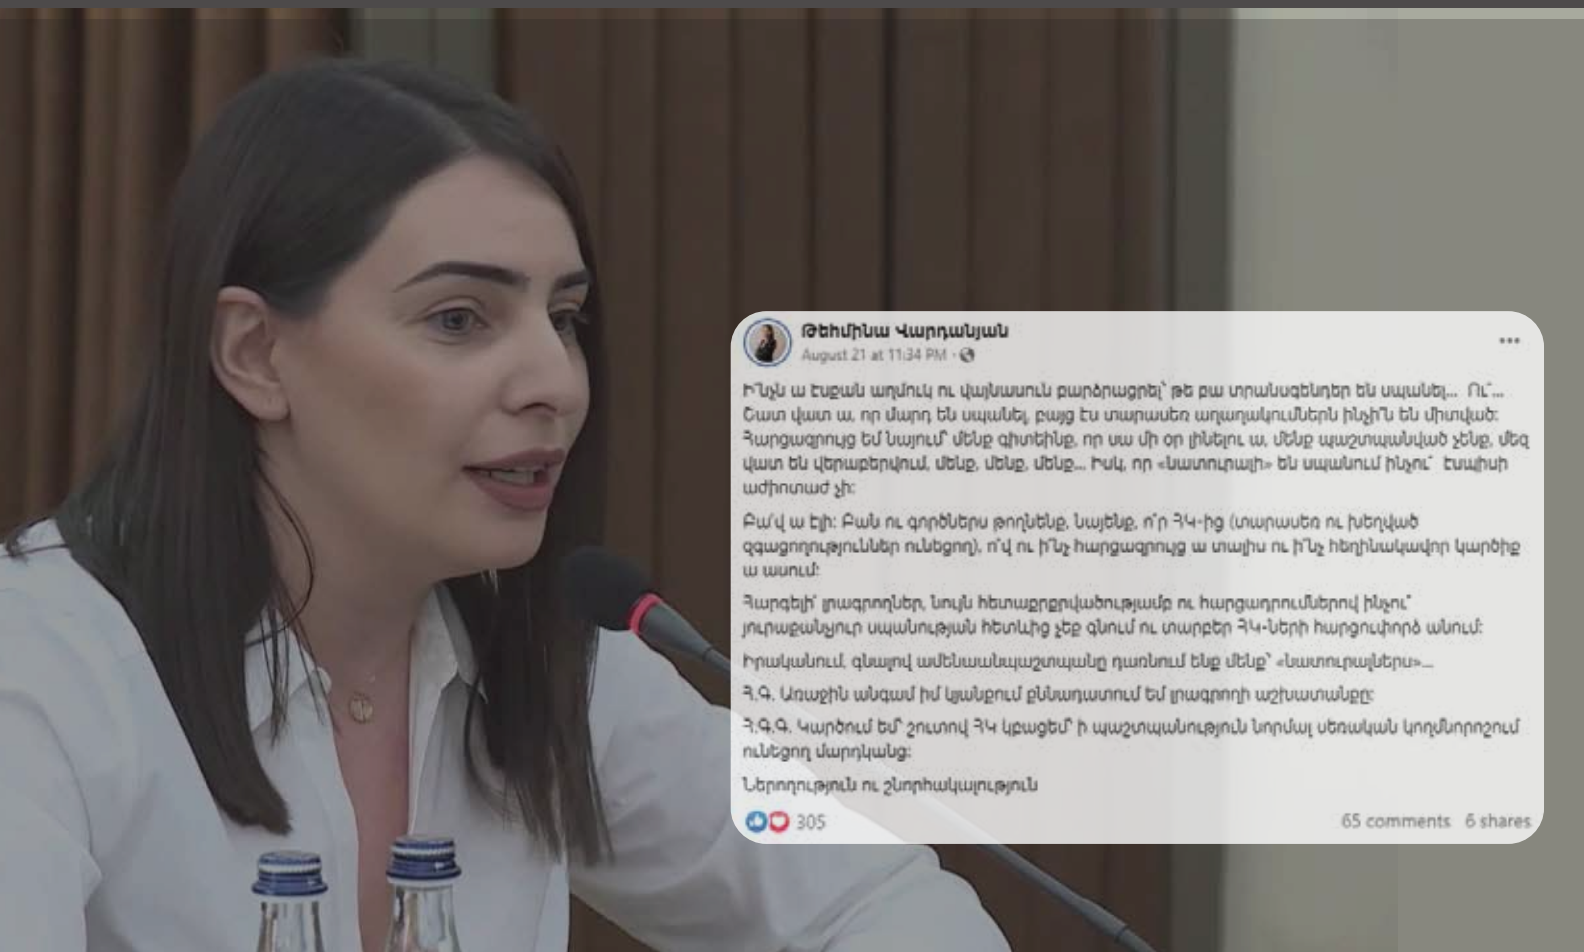 Թեհմինա Վարդանյան
August 21 at 11:34 PM ·
Ի՞նչն ա էսքան աղմուկ ու վայնասուն բարձրացրել՝ թե բա տրանսգենդեր են սպանել... Ու՞...
Շատ վատ ա, որ մարդ են սպանել, բայց էս տարասեռ աղաղակումներն ինչի՞ն են միտված:
Հարցազրույց եմ նայում՝ մենք գիտեինք, որ սա մի օր լինելու ա, մենք պաշտպանված չենք, մեզ
վատ են վերաբերվում, մենք, մենք, մենք... Իսկ, որ «նատուրալի» են սպանում ինչու՞ էսպիսի
աժիոտաժ չի:
Բա՛վ ա էլի: Բան ու գործներս թողնենք, նայենք, ո՞ր ՀԿ-ից (տարասեռ ու խեղված
զգացողություններ ունեցող), ո՞վ ու ի՞նչ հարցազրույց ա տալիս ու ի՞նչ հեղինակավոր կարծիք
ա ասում:
Հարգելի՛ լրագրողներ, նույն հետաքրքրվածությամբ ու հարցադրումներով ինչու՞
յուրաքանչյուր սպանության հետևից չեք գնում ու տարբեր ՀԿ-ների հարցուփորձ անում:
Իրականում, գնալով ամենաանպաշտպանը դառնում ենք մենք՝ «նատուրալներս»...
Հ.Գ. Առաջին անգամ իմ կյանքում քննադատում եմ լրագրողի աշխատանքը:
Հ.Գ.Գ. Կարծում եմ՝ շուտով ՀԿ կբացեմ՝ ի պաշտպանություն նորմալ սեռական կողմնորոշում
ունեցող մարդկանց:
Ներողություն ու շնորհակալություն
305
65 comments 6 shares